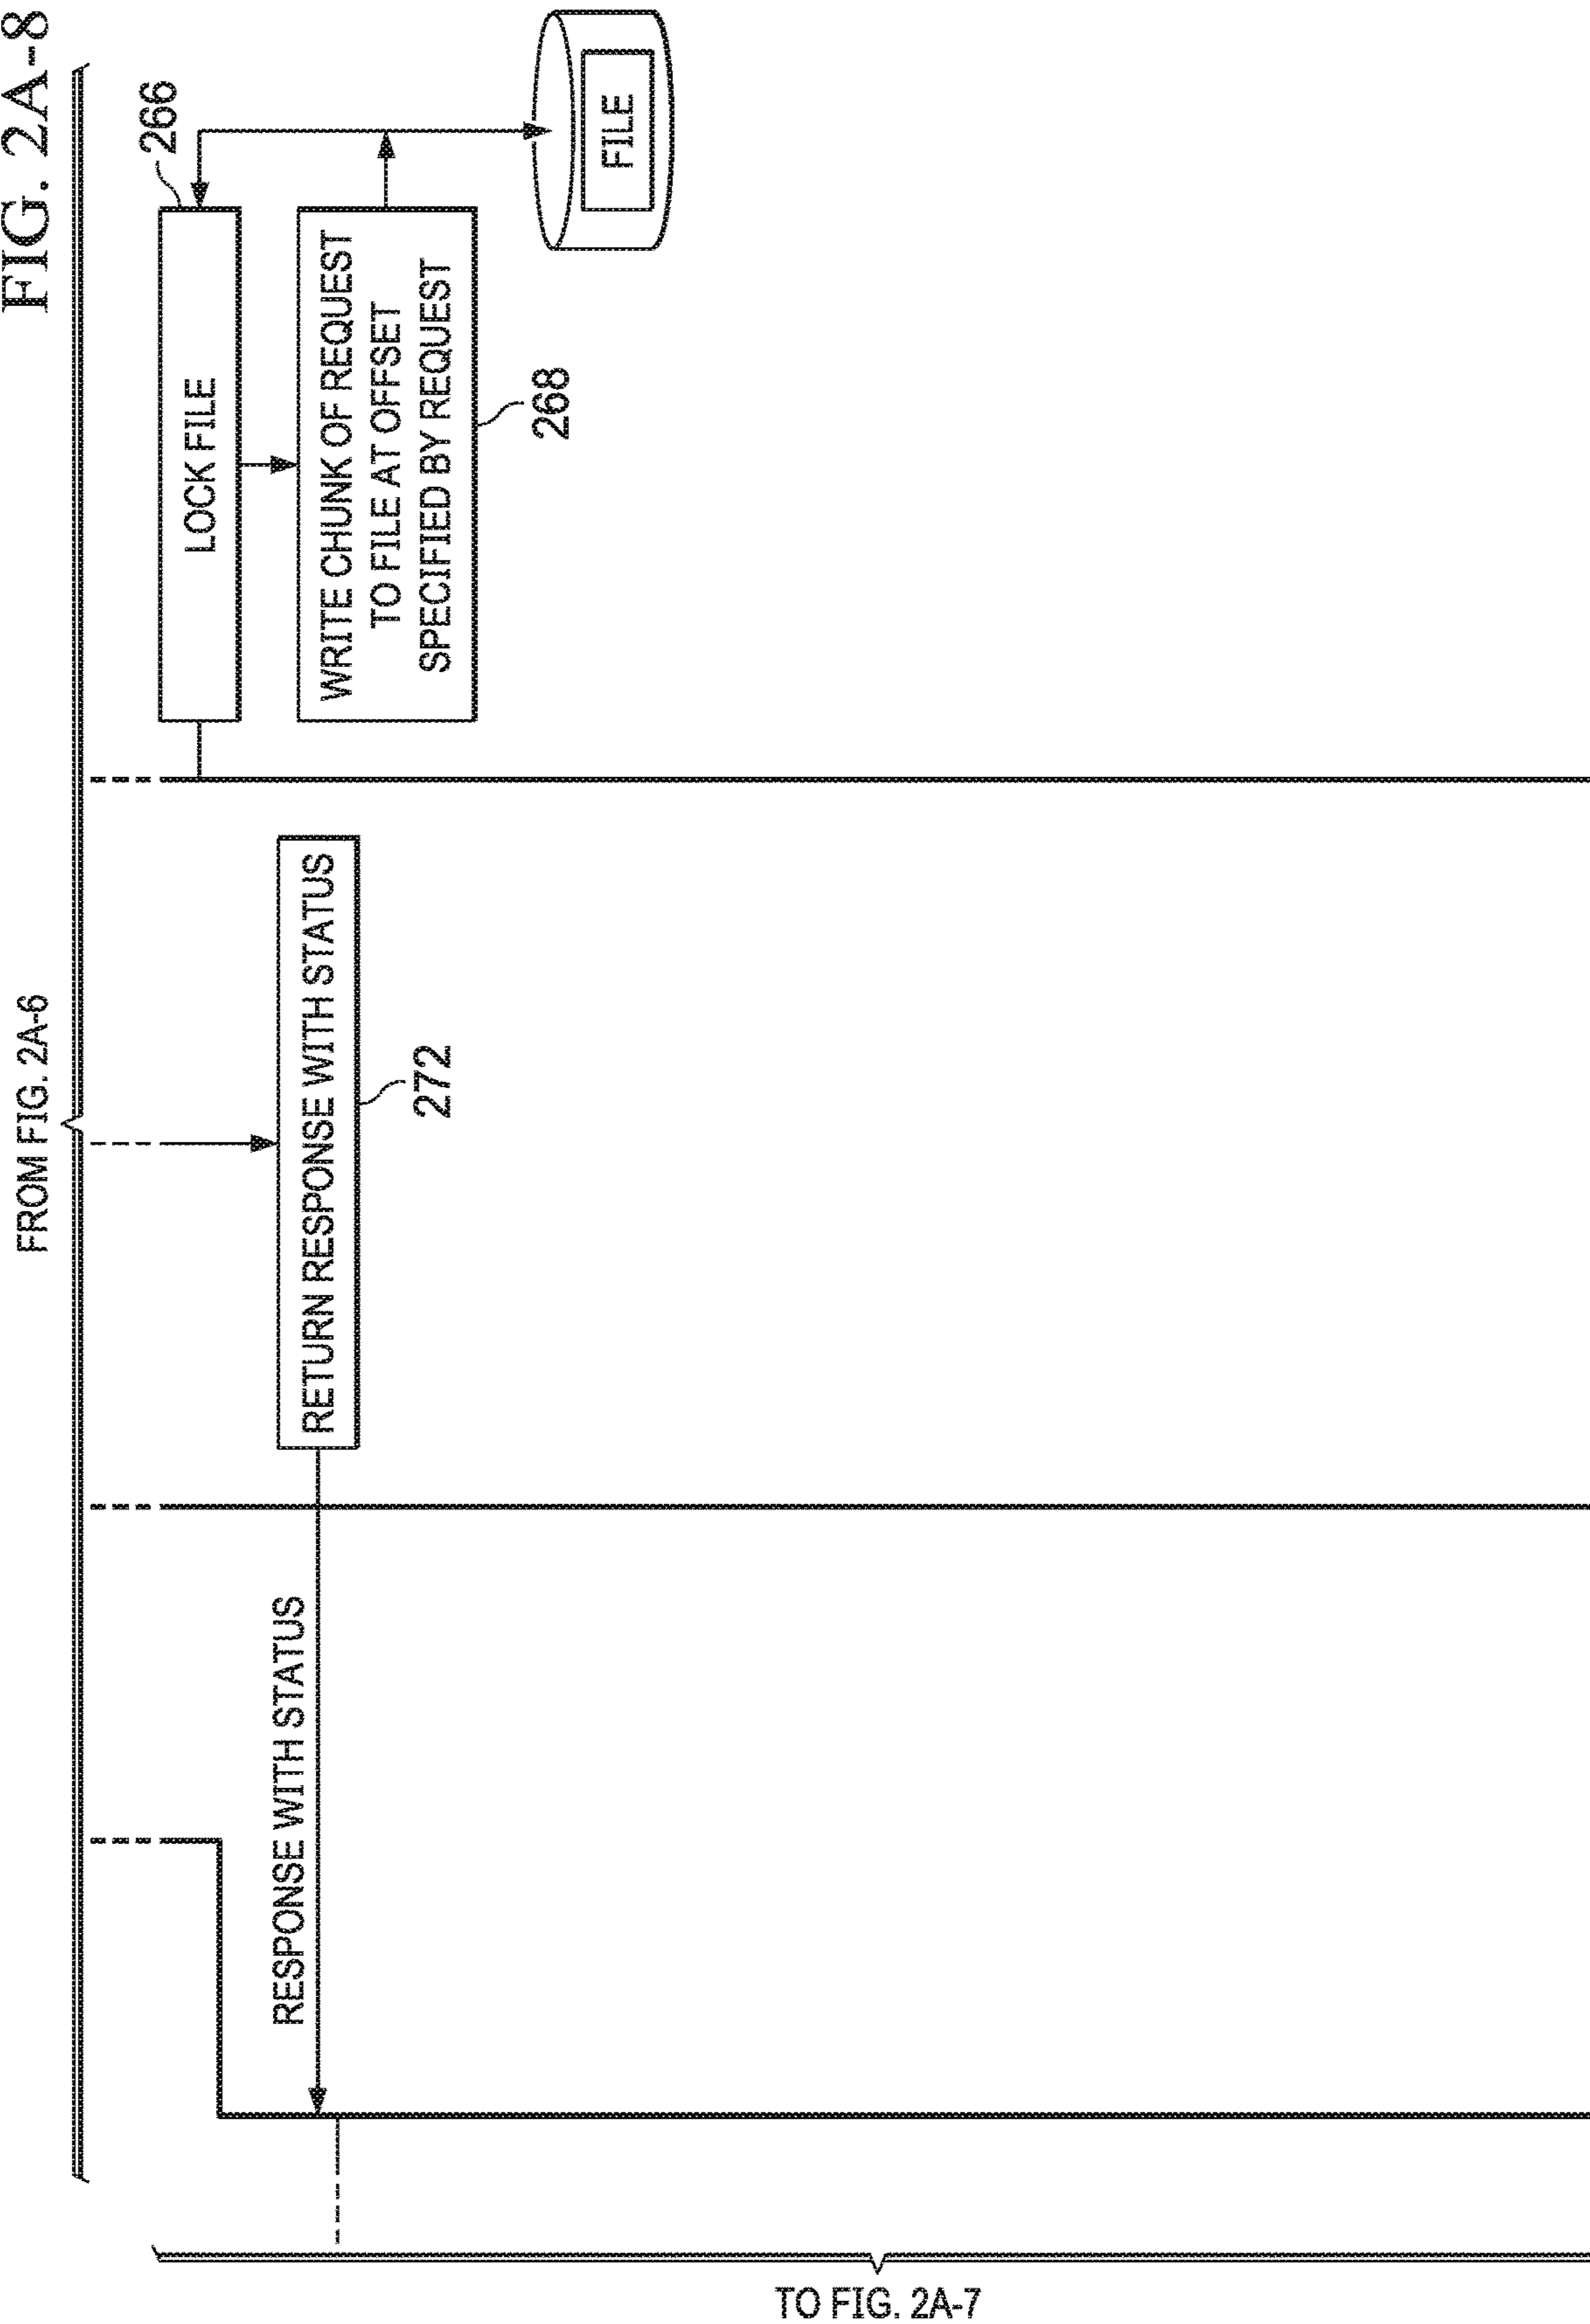 FIG. 2A-8
FROM FIG. 2A-6
266
LOCK FILE
WRITE CHUNK OF REQUEST
TO FILE AT OFFSET
SPECIFIED BY REQUEST
268
FILE
RETURN RESPONSE WITH STATUS
272
RESPONSE WITH STATUS
TO FIG. 2A-7